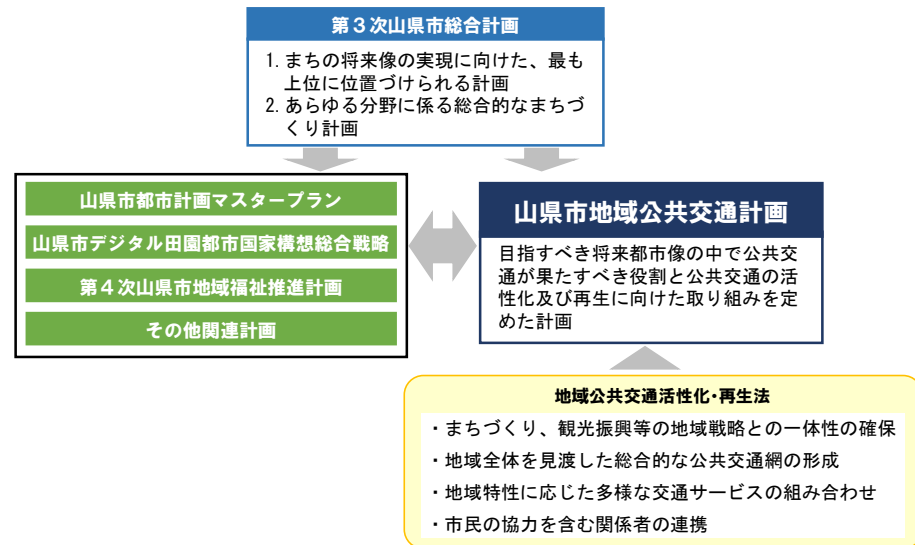 第３次山県市総合計画
1. まちの将来像の実現に向けた、最も
上位に位置づけられる計画
2. あらゆる分野に係る総合的なまちづ
くり計画
山県市都市計画マスタープラン
山県市デジタル田園都市国家構想総合戦略
第４次山県市地域福祉推進計画
その他関連計画
山県市地域公共交通計画
目指すべき将来都市像の中で公共交
通が果たすべき役割と公共交通の活
性化及び再生に向けた取り組みを定
めた計画
地域公共交通活性化・再生法
・まちづくり、観光振興等の地域戦略との一体性の確保
・地域全体を見渡した総合的な公共交通網の形成
・地域特性に応じた多様な交通サービスの組み合わせ
・市民の協力を含む関係者の連携